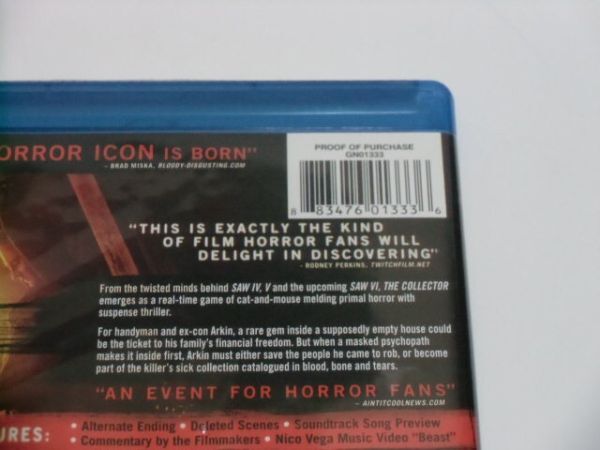 PROOF OF PURCHASE
GN01333
8 83476 01333 6
ORROR ICON IS BORN"
- BRAD MISKA, BLOODY-DISGUSTING.COM
"THIS IS EXACTLY THE KIND
OF FILM HORROR FANS WILL
DELIGHT IN DISCOVERING"
- RODNEY PERKINS, TWITCHFILM.NET
From the twisted minds behind SAW IV, V and the upcoming SAW VI, THE COLLECTOR
emerges as a real-time game of cat-and-mouse melding primal horror with
suspense thriller.
For handyman and ex-con Arkin, a rare gem inside a supposedly empty house could
be the ticket to his family's financial freedom. But when a masked psychopath
makes it inside first, Arkin must either save the people he came to rob, or become
part of the killer's sick collection catalogued in blood, bone and tears.
"AN EVENT FOR HORROR FANS"
- AINTITCOOLNEWS.COM
URES:
• Alternate Ending • Deleted Scenes • Soundtrack Song Preview
• Commentary by the Filmmakers • Nico Vega Music Video "Beast"